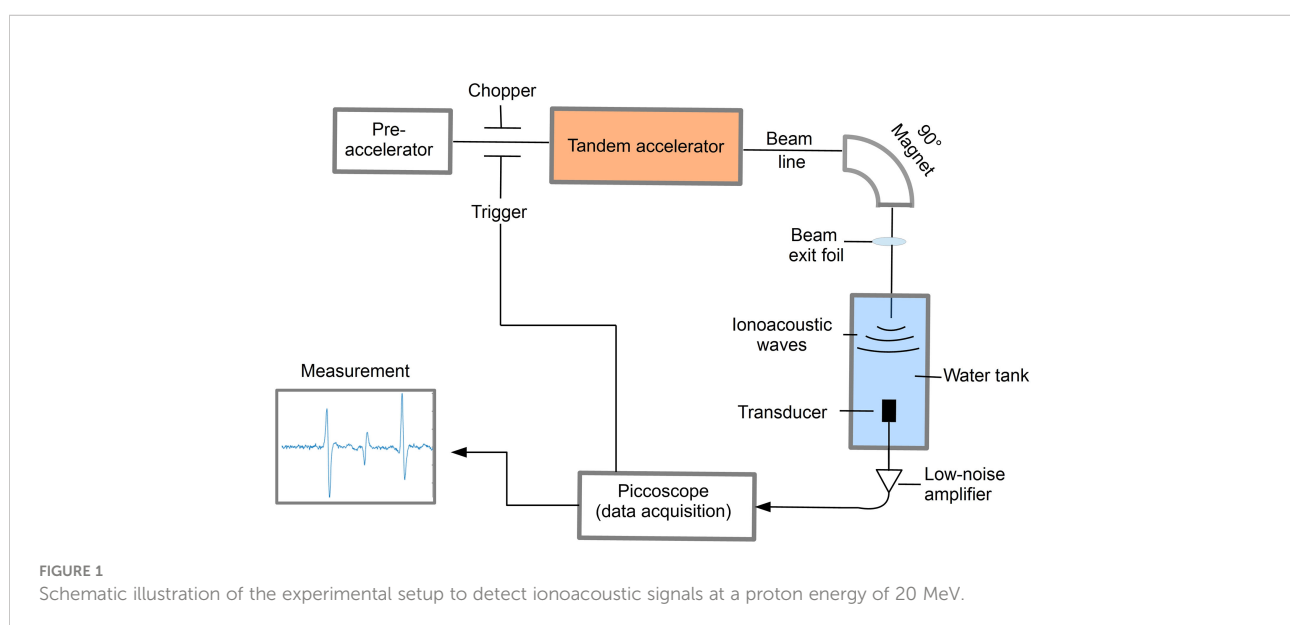 Chopper
Pre-
accelerator
Tandem accelerator
Beam
line
90°
Magnet
Trigger
Beam
exit foil
Ionoacoustic
waves
Water tank
Measurement
Transducer
Low-noise
amplifier
Piccoscope
(data acquisition)
FIGURE 1
Schematic illustration of the experimental setup to detect ionoacoustic signals at a proton energy of 20 MeV.